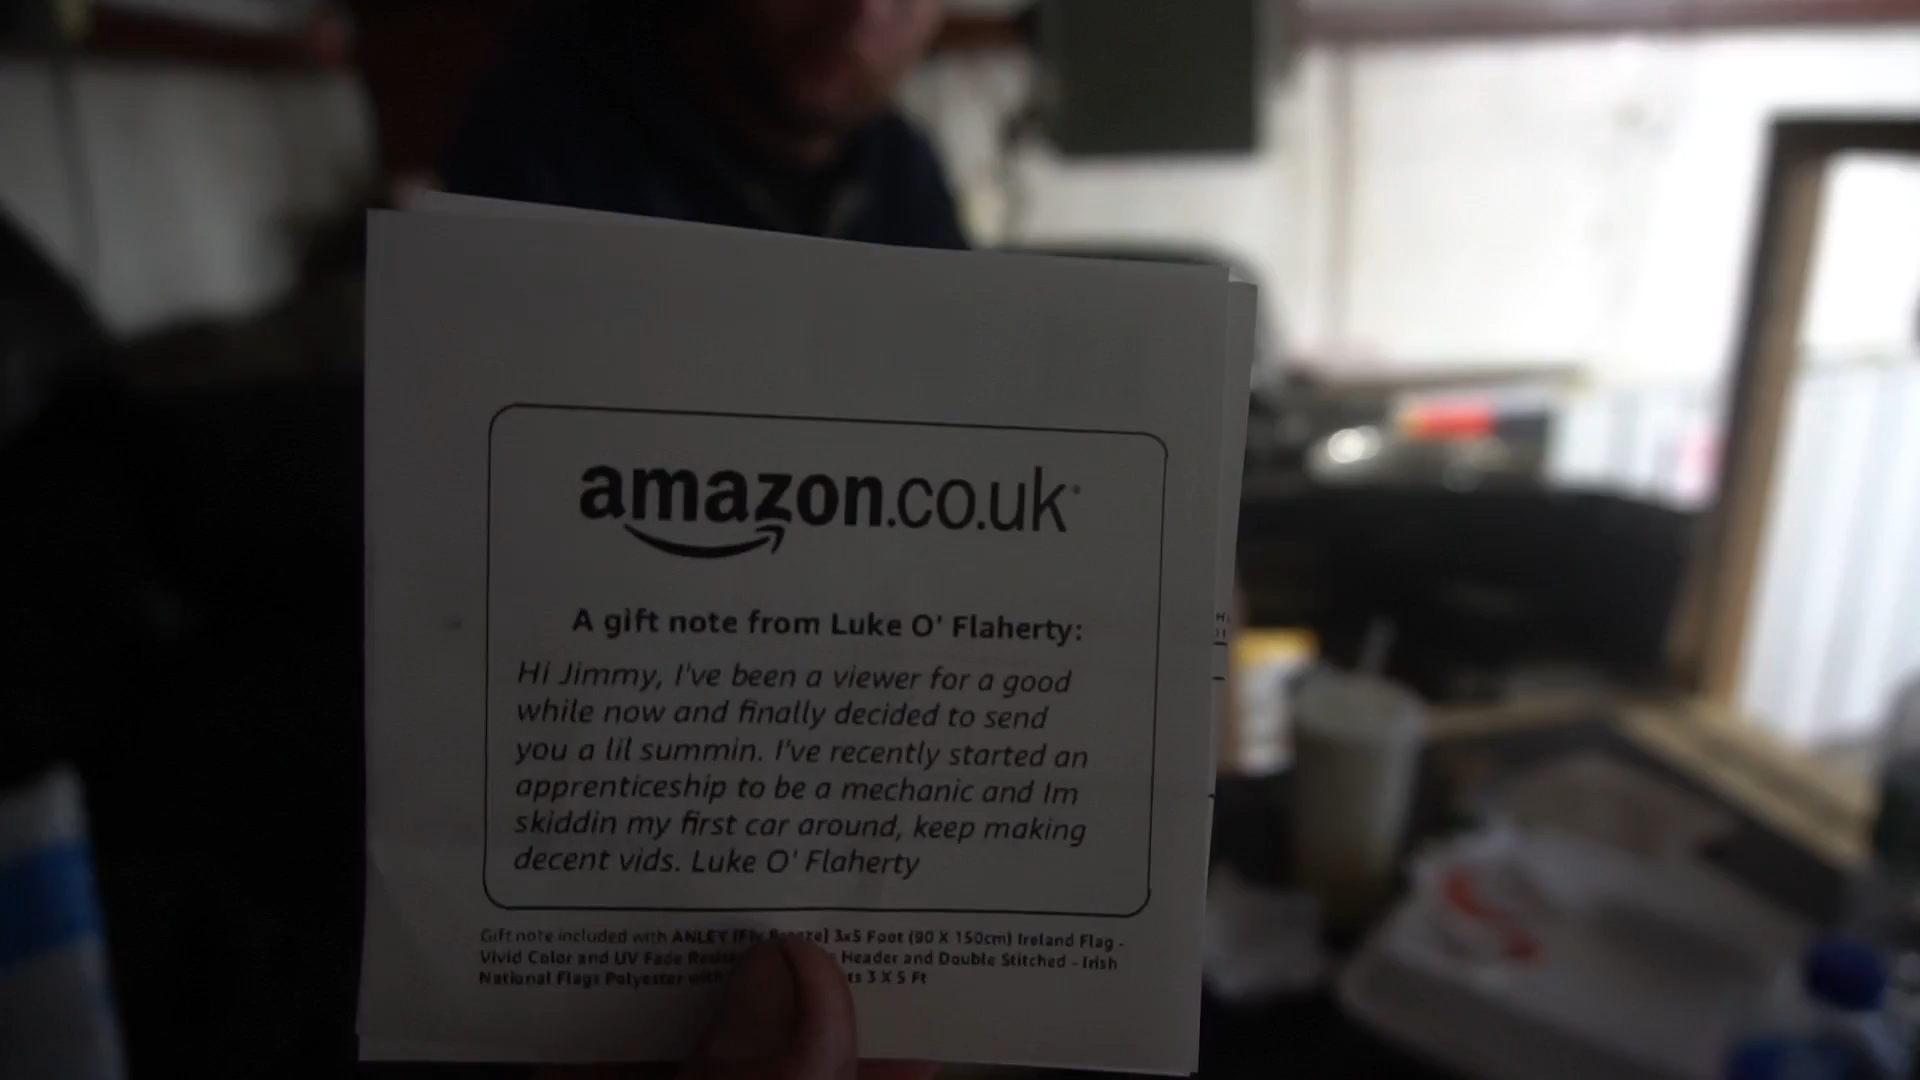 amazon.co.uk
A gift note from Luke O' Flaherty:
Hi Jimmy, I've been a viewer for a good
while now and finally decided to send
you a lil summin. I've recently started an
apprenticeship to be a mechanic and Im
skiddin my first car around, keep making
decent vids. Luke O' Flaherty
Gift note included with ANLEY [Fly Breeze] 3x5 Foot (90 X 150cm) Ireland Flag -
Vivid Color and UV Fade Header and Double Stitched - Irish
National Flags Polyester with 3 X 5 Ft